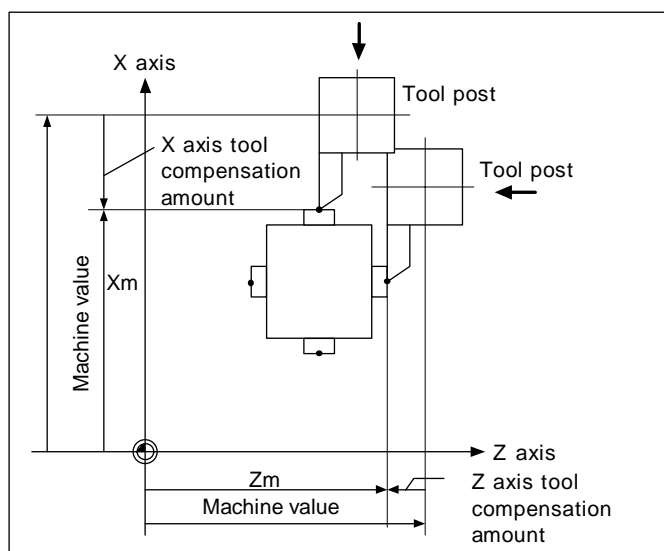 X axis
Tool post
X axis tool
compensation
amount
Tool post
Xm
Machine value
Z axis
Zm
Machine value
Z axis tool
compensation
amount